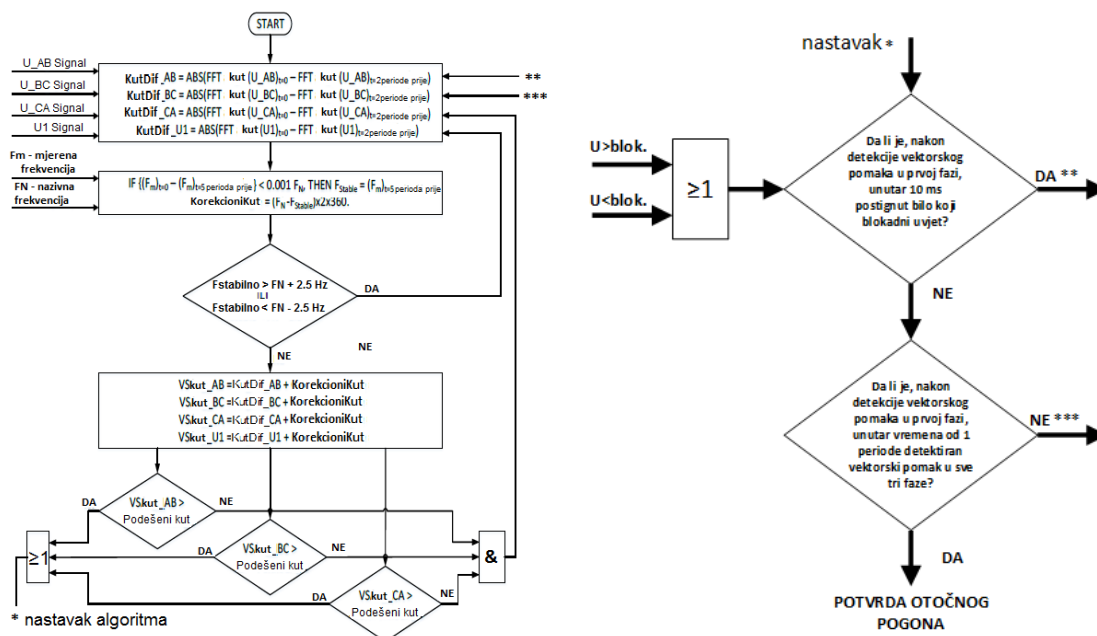 START
U_AB Signal
U_BC Signal
U_CA Signal
U1 Signal
KutDif_AB = ABS(FFT kut (U_AB)t=0 – FFT kut (U_AB)t=2periode prije)
KutDif_BC = ABS(FFT kut (U_BC)t=0 – FFT kut (U_BC)t=2periode prije)
KutDif_CA = ABS(FFT kut (U_CA)t=0 – FFT kut (U_CA)t=2periode prije)
KutDif_U1 = ABS(FFT kut (U1)t=0 – FFT kut (U1)t=2periode prije)
**
***
Fm - mjerena
frekvencija
FN - nazivna
frekvencija
IF {(Fm)t=0 – (Fm)t=5 perioda prije} < 0.001 FN, THEN FStable = (Fm)t=5 perioda prije
KorekcioniKut = (FN-FStable)x2x360.
Fstabilno > FN + 2.5 Hz
ILI
Fstabilno < FN - 2.5 Hz
DA
NE
NE
VSkut_AB =KutDif_AB + KorekcioniKut
VSkut_BC =KutDif_BC + KorekcioniKut
VSkut_CA =KutDif_CA + KorekcioniKut
VSkut_U1 =KutDif_U1 + KorekcioniKut
DA
VSkut_AB >
Podešeni kut
NE
DA
VSkut_BC >
Podešeni kut
NE
DA
VSkut_CA >
Podešeni kut
NE
≥1
&
* nastavak algoritma
nastavak *
U>blok.
U<blok.
≥1
Da li je, nakon
detekcije vektorskog
pomaka u prvoj fazi,
unutar 10 ms
postignut bilo koji
blokadni uvjet?
DA **
NE
Da li je, nakon
detekcije vektorskog
pomaka u prvoj fazi,
unutar vremena od 1
periode detektiran
vektorski pomak u sve
tri faze?
NE ***
DA
POTVRDA OTOČNOG
POGONA